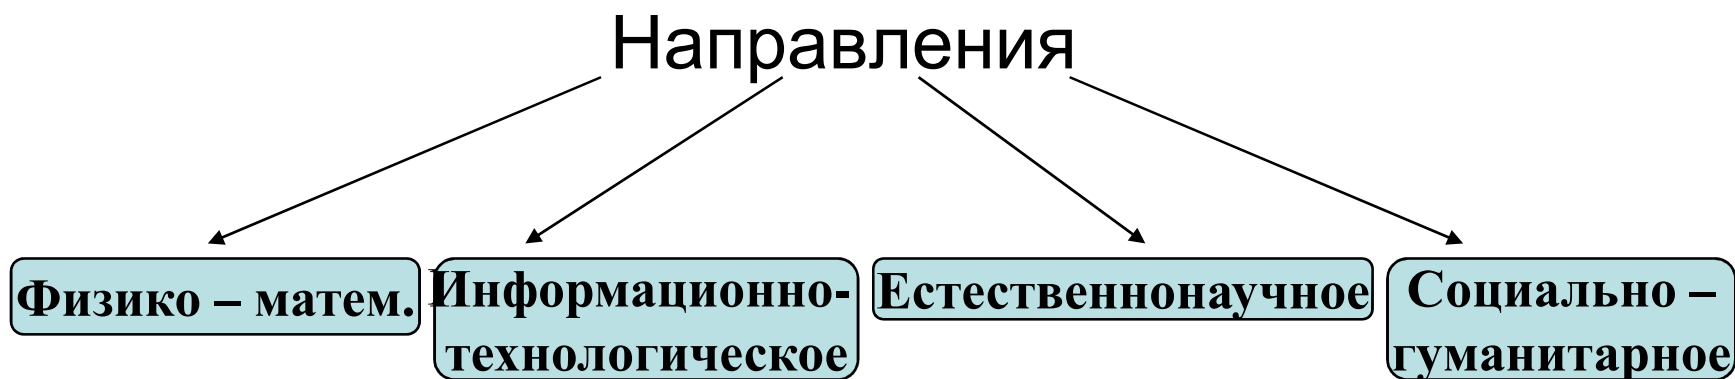 Направления
Физико – матем.
Информационно-
технологическое
Естественнонаучное
Социально –
гуманитарное